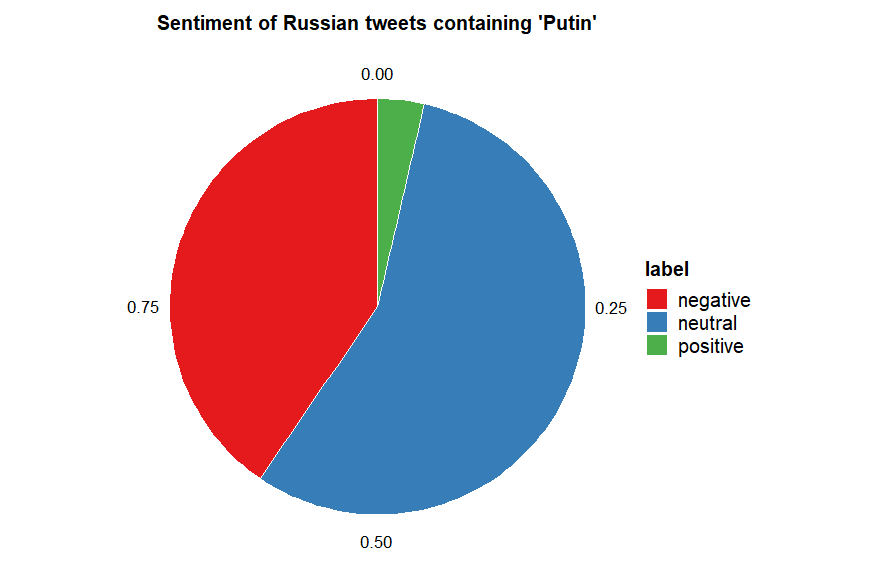 Sentiment of Russian tweets containing 'Putin'
0.00
0.75
0.25
0.50
label
negative
neutral
positive